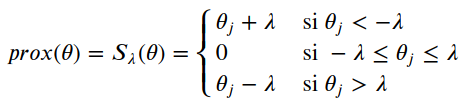 prox(θ) = S_λ(θ) = { θ_j + λ si θ_j < −λ
0 si − λ ≤ θ_j ≤ λ
θ_j − λ si θ_j > λ